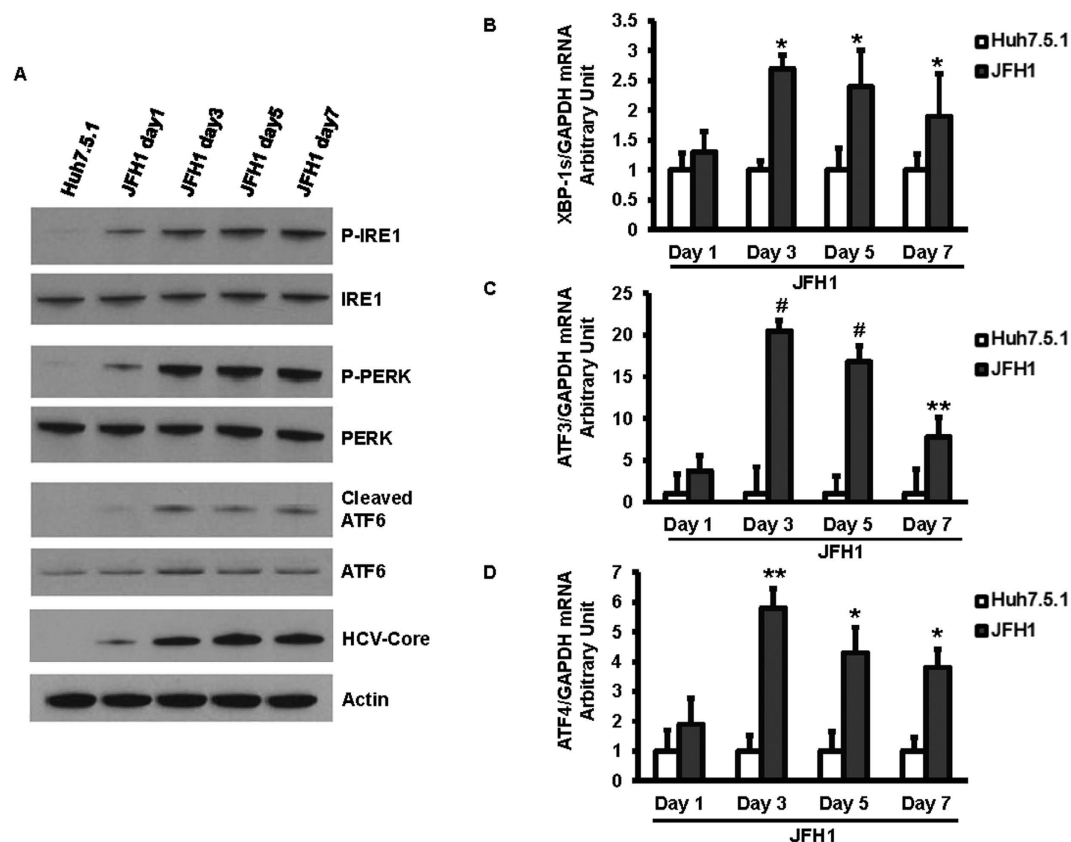 A
Huh7.5.1
JFH1 day1
JFH1 day3
JFH1 day5
JFH1 day7
P-IRE1
IRE1
P-PERK
PERK
Cleaved
ATF6
ATF6
HCV-Core
Actin
B
XBP-1s/GAPDH mRNA
Arbitrary Unit
3.5
3
2.5
2
1.5
1
0.5
0
*
*
*
Huh7.5.1
JFH1
Day 1 Day 3 Day 5 Day 7
JFH1
C
ATF3/GAPDH mRNA
Arbitrary Unit
25
20
15
10
5
0
#
#
**
Huh7.5.1
JFH1
Day 1 Day 3 Day 5 Day 7
JFH1
D
ATF4/GAPDH mRNA
Arbitrary Unit
7
6
5
4
3
2
1
0
**
*
*
Huh7.5.1
JFH1
Day 1 Day 3 Day 5 Day 7
JFH1